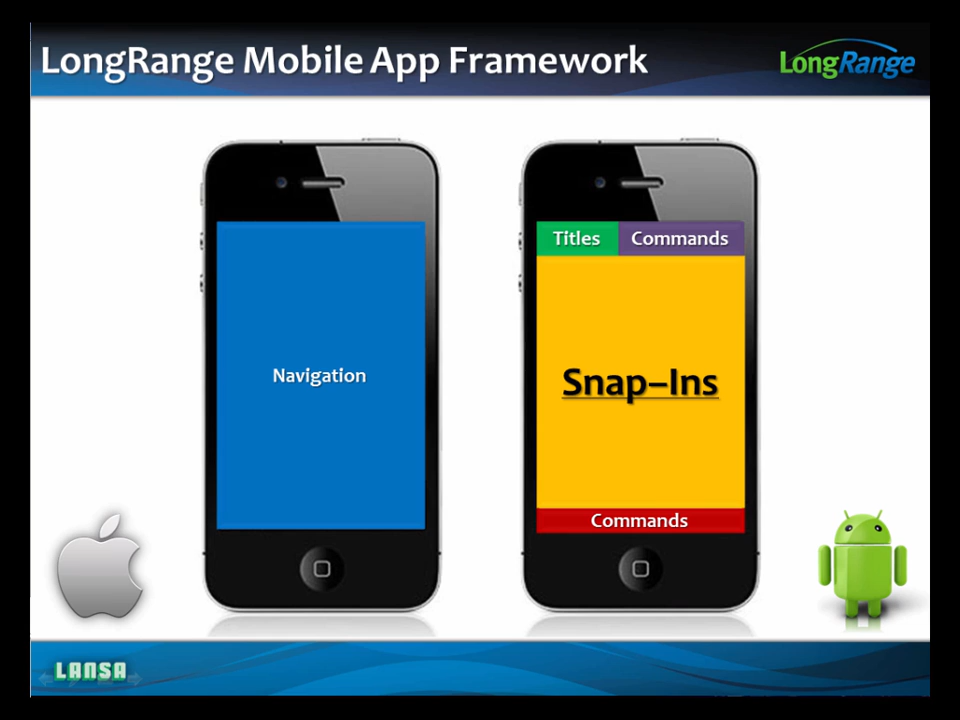 LongRange Mobile App Framework
LongRange
Navigation
Titles
Commands
Snap–Ins
Commands
LANSA